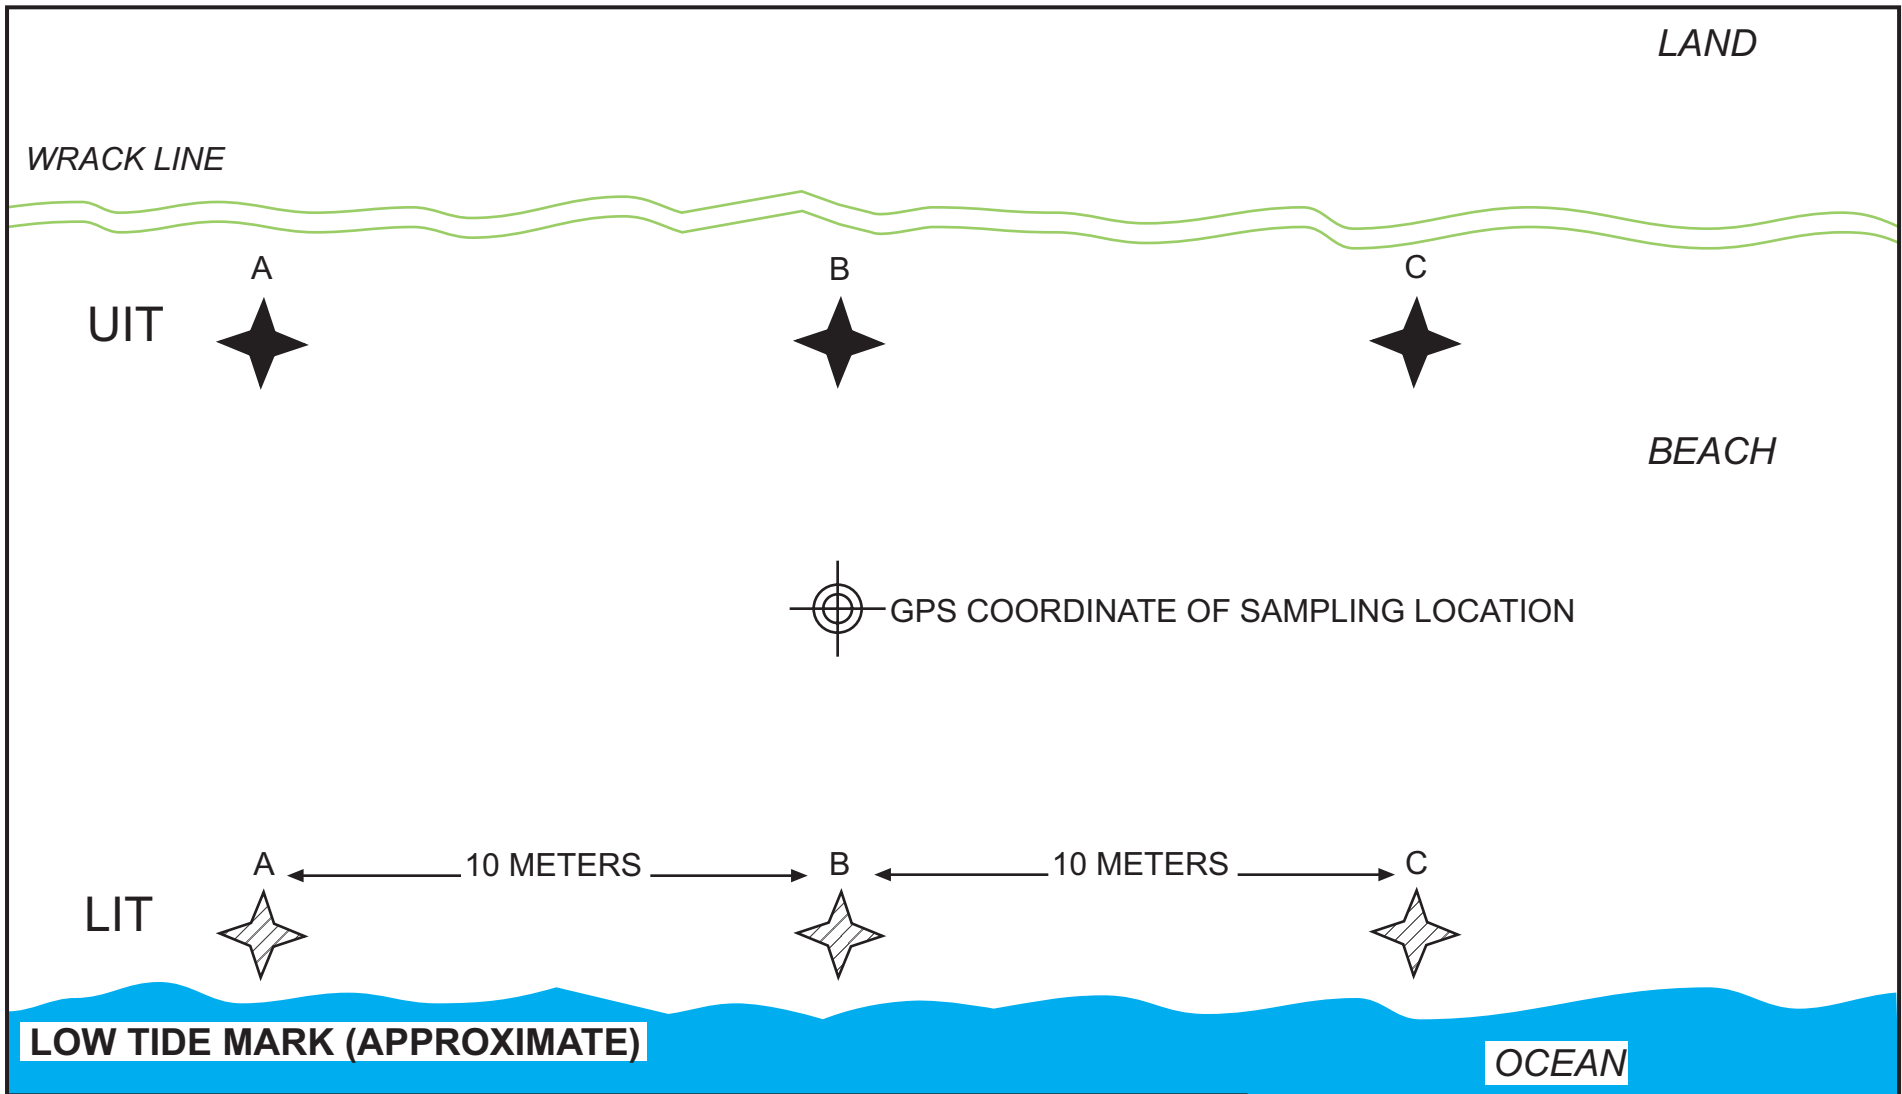 LAND
WRACK LINE
A B C
UIT
BEACH
GPS COORDINATE OF SAMPLING LOCATION
A 10 METERS B 10 METERS C
LIT
LOW TIDE MARK (APPROXIMATE)
OCEAN